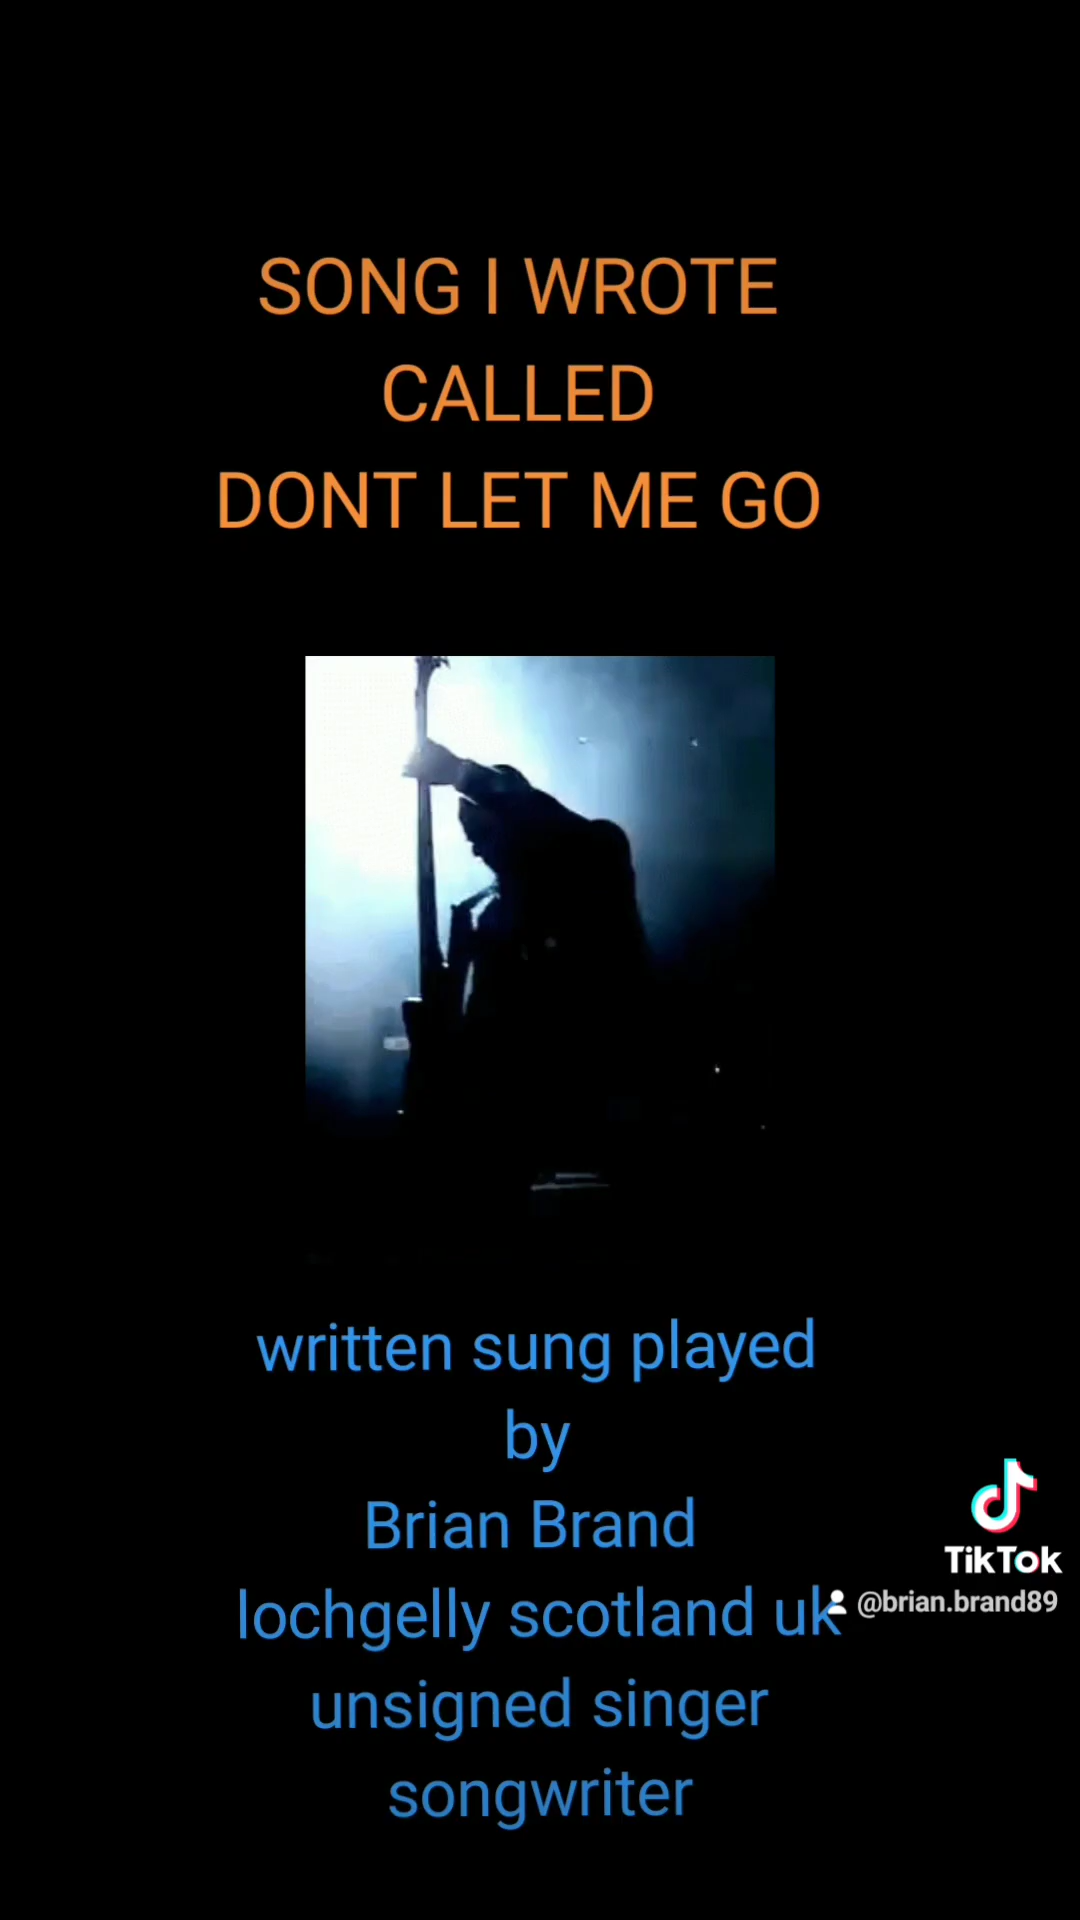 SONG I WROTE
CALLED
DONT LET ME GO
written sung played
by
Brian Brand
lochgelly scotland uk
unsigned singer
songwriter
TikTok
@brian.brand89